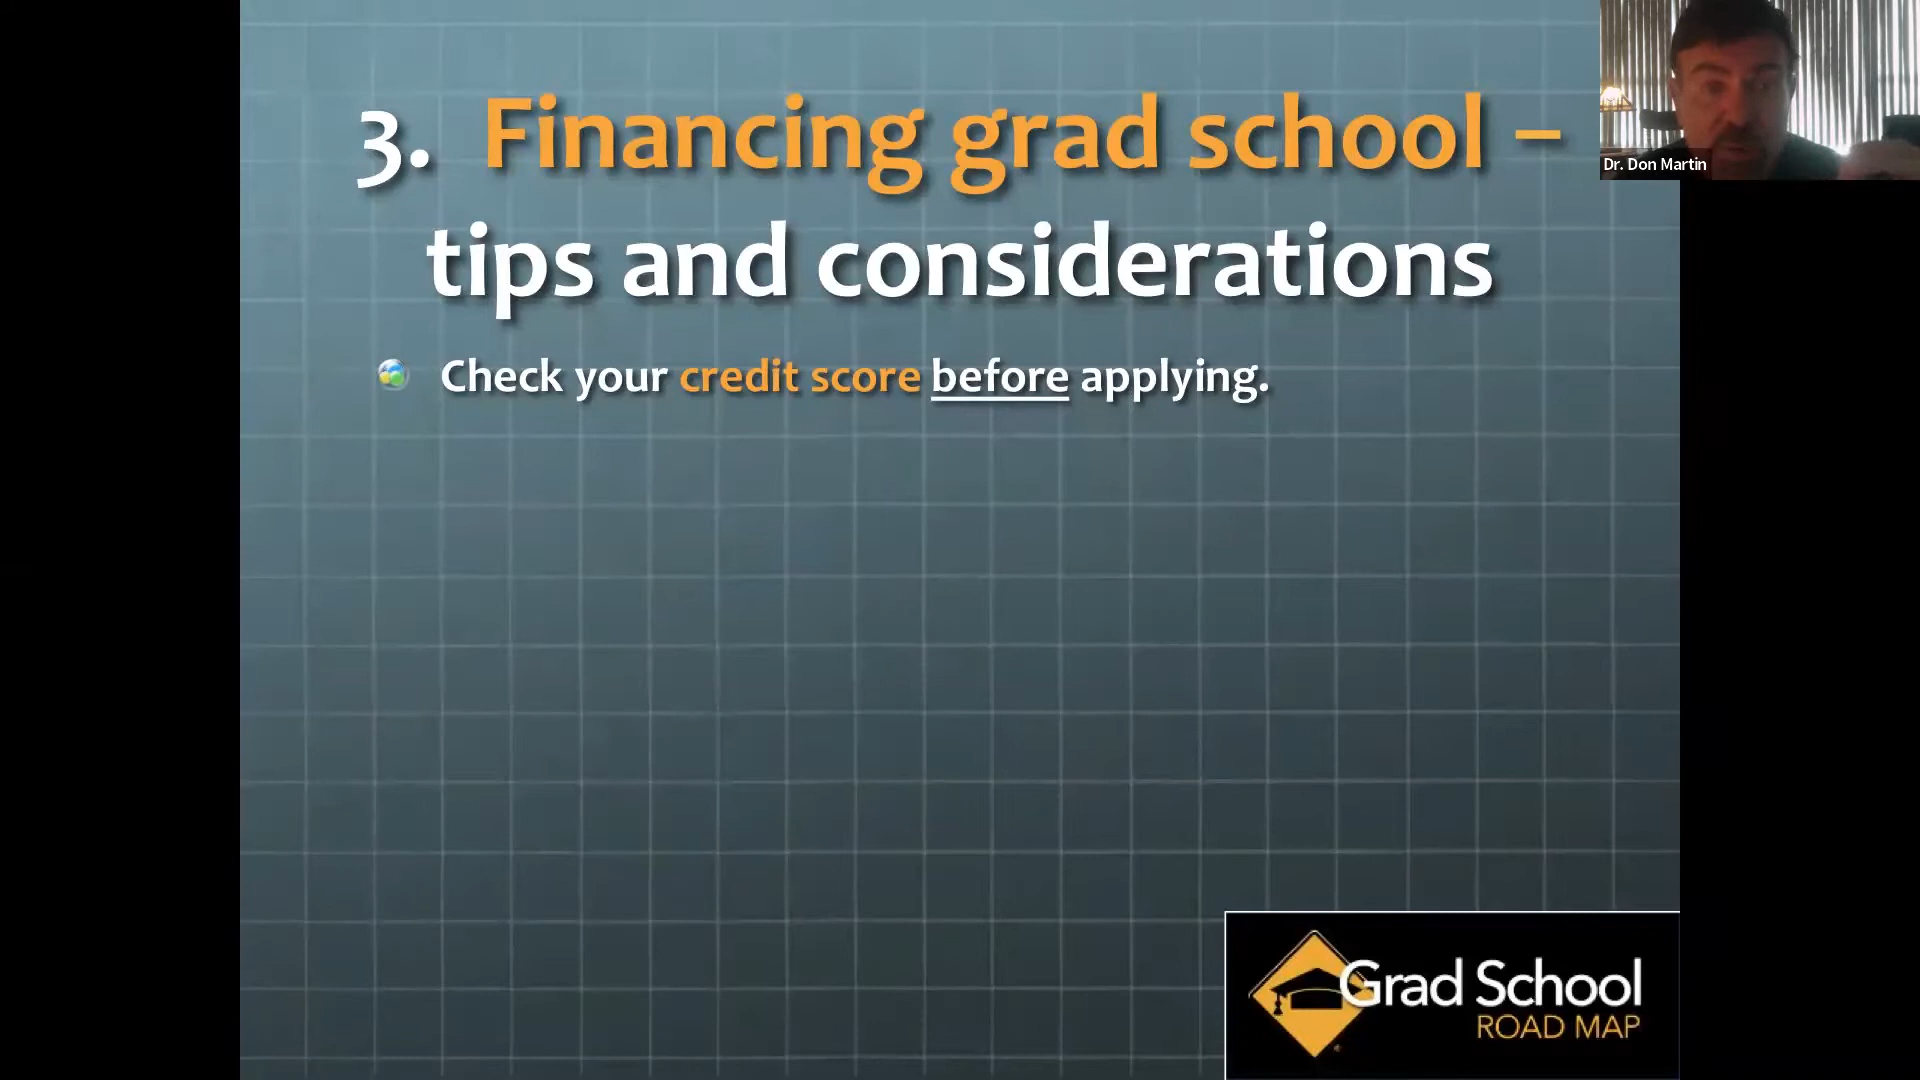 3. Financing grad school –
tips and considerations
Check your credit score before applying.
Dr. Don Martin
Grad School
ROAD MAP